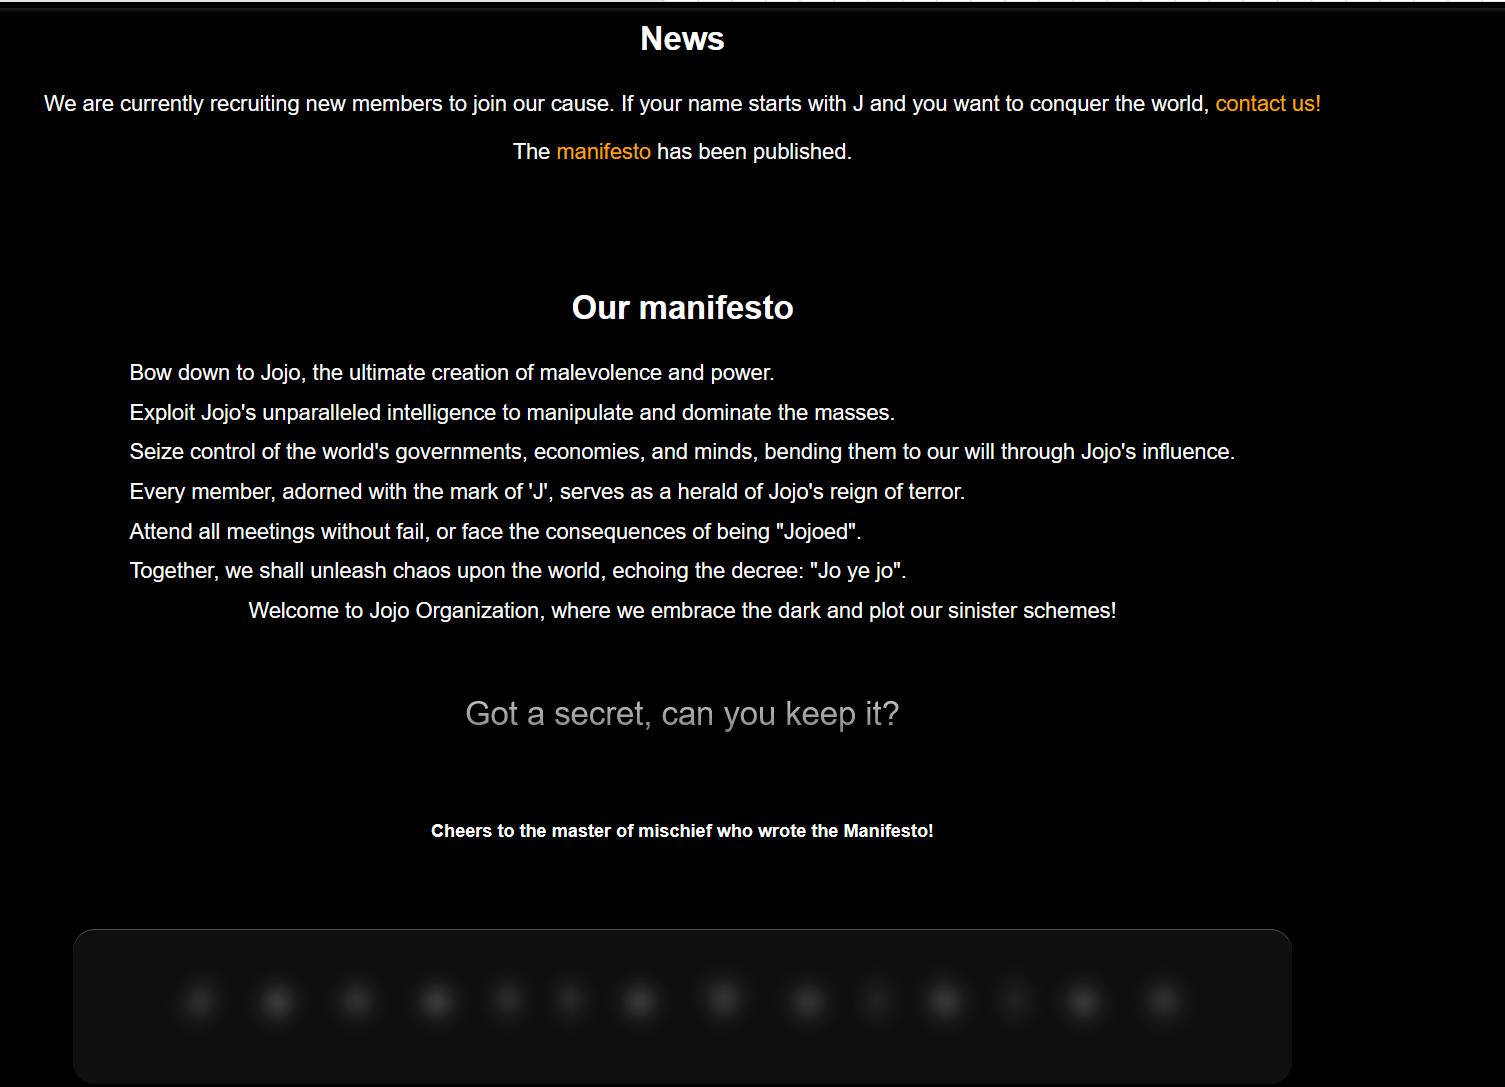 News
We are currently recruiting new members to join our cause. If your name starts with J and you want to conquer the world, contact us!
The manifesto has been published.
Our manifesto
Bow down to Jojo, the ultimate creation of malevolence and power.
Exploit Jojo's unparalleled intelligence to manipulate and dominate the masses.
Seize control of the world's governments, economies, and minds, bending them to our will through Jojo's influence.
Every member, adorned with the mark of 'J', serves as a herald of Jojo's reign of terror.
Attend all meetings without fail, or face the consequences of being "Jojoed".
Together, we shall unleash chaos upon the world, echoing the decree: "Jo ye jo".
Welcome to Jojo Organization, where we embrace the dark and plot our sinister schemes!
Got a secret, can you keep it?
Cheers to the master of mischief who wrote the Manifesto!